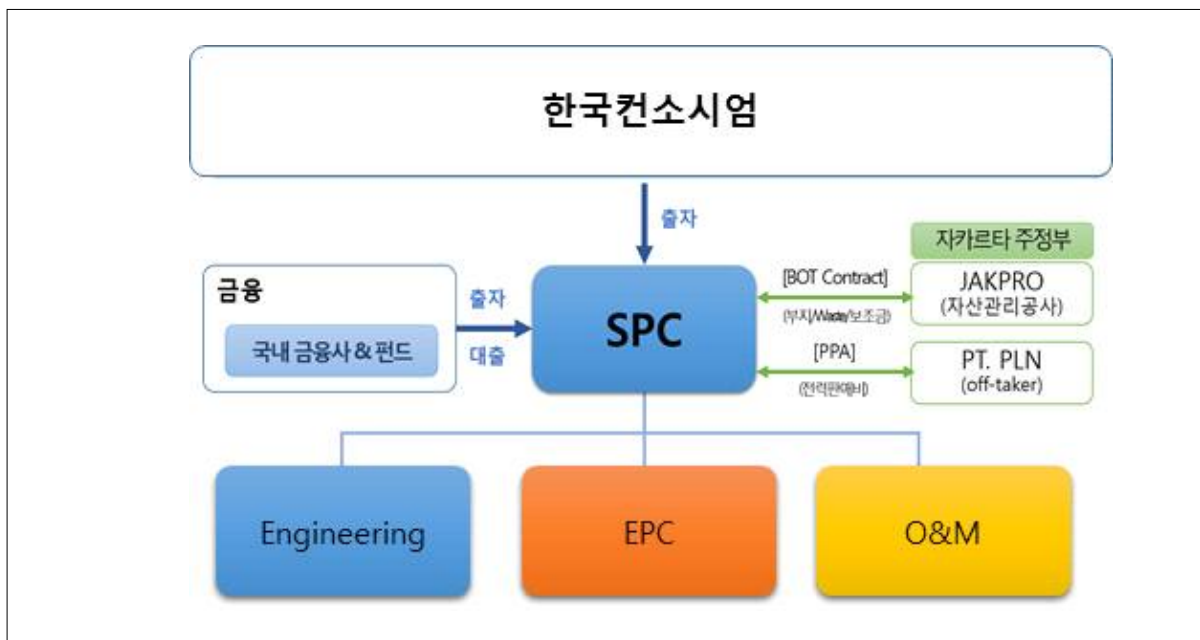 한국컨소시엄
출자
자카르타 주정부
금융
국내 금융사 & 펀드
출자
대출
SPC
[BOT Contract]
(부지/Waste/보조금)
JAKPRO
(자산관리공사)
[PPA]
(전력판매비)
PT. PLN
(off-taker)
Engineering
EPC
O&M